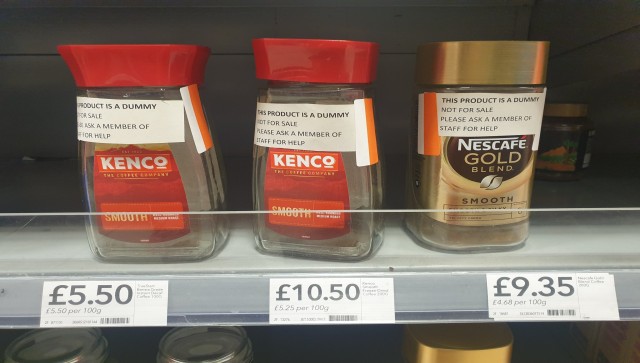 PRODUCT IS A DUMMY
FOR SALE
ASK A MEMBER OF
FOR HELP
KENCO
THE COFFEE COMPANY
SMOOTH
THIS PRODUCT IS A DUMMY
NOT FOR SALE
PLEASE ASK A MEMBER OF
STAFF FOR HELP
KENCO
THE COFFEE COMPANY
SMOOTH
THIS PRODUCT IS A DUMMY
NOT FOR SALE
PLEASE ASK A MEMBER OF
STAFF FOR HELP
NESCAFÉ
GOLD
BLEND
SMOOTH
£5.50
£5.50 per 100g
£10.50
£5.25 per 100g
£9.35
£4.68 per 100g